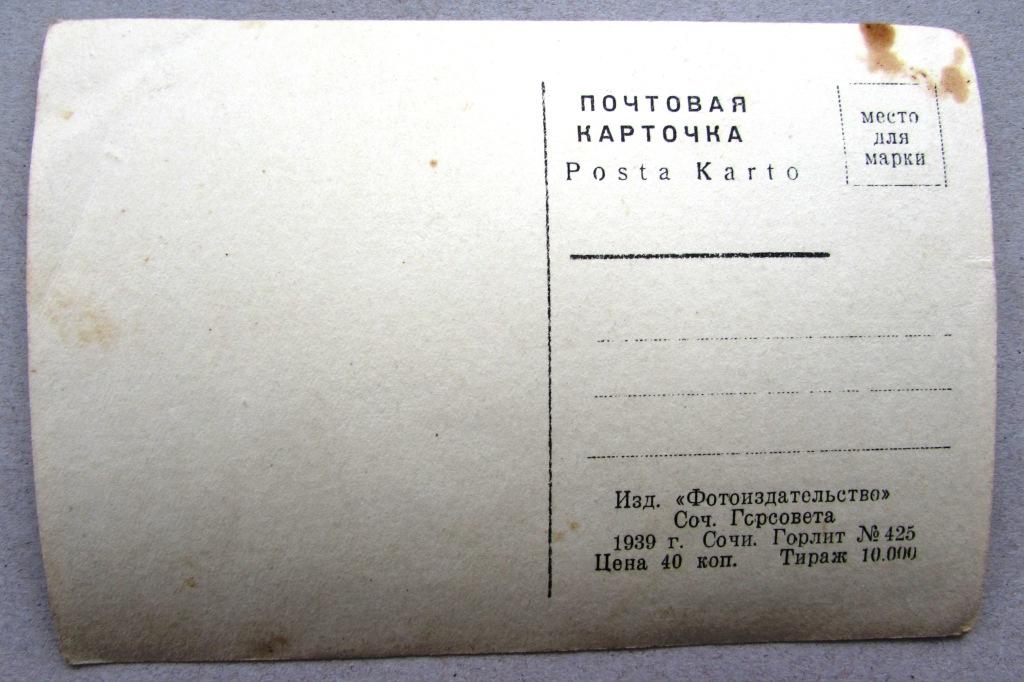 ПОЧТОВАЯ
КАРТОЧКА
Posta Karto
место
для
марки
Изд. «Фотоиздательство»
Соч. Горсовета
1939 г. Сочи. Горлит № 425
Цена 40 коп. Тираж 10.000